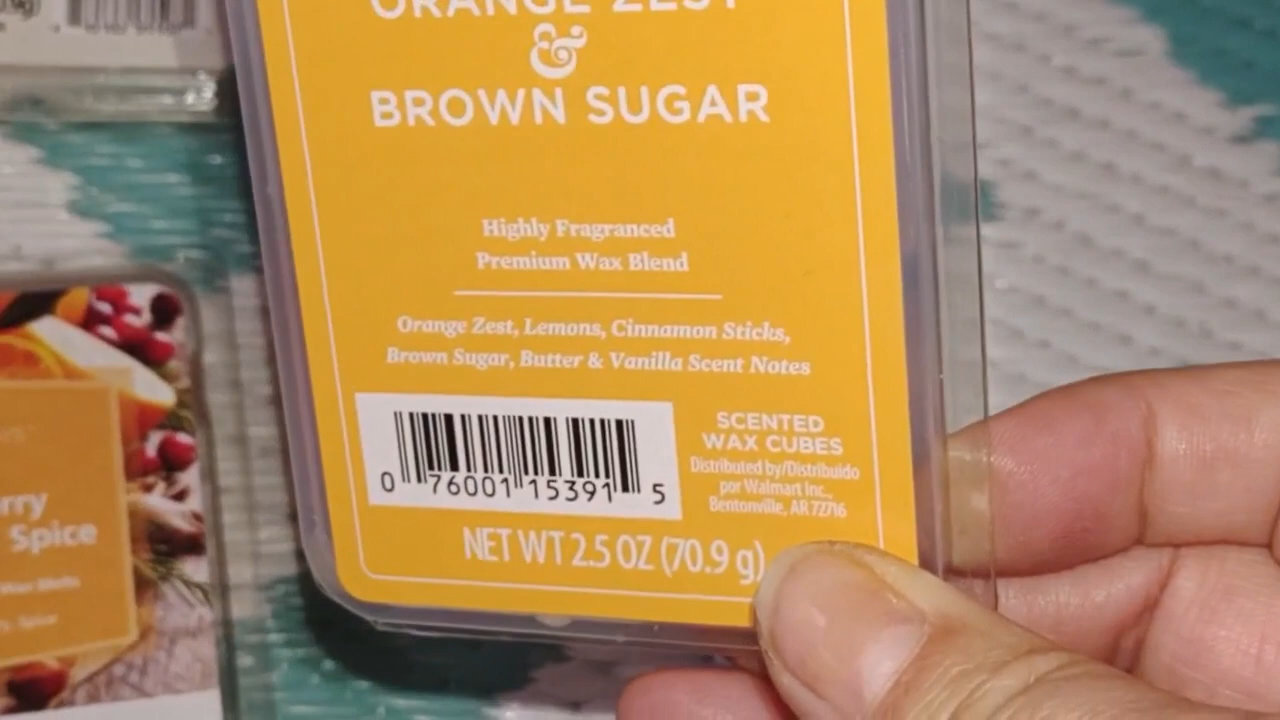 ORANGE ZEST
&
BROWN SUGAR
Highly Fragranced
Premium Wax Blend
Orange Zest, Lemons, Cinnamon Sticks,
Brown Sugar, Butter & Vanilla Scent Notes
0 76001 15391 5
SCENTED
WAX CUBES
Distributed by/Distribuido
por Walmart Inc.,
Bentonville, AR 72716
NET WT 2.5 OZ (70.9 g)
rry
Spice